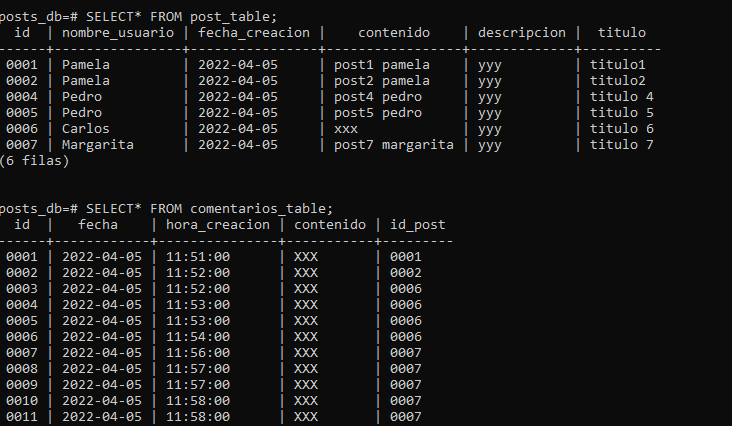 posts_db=# SELECT* FROM post_table;
  id  | nombre_usuario | fecha_creacion |    contenido    | descripcion |  titulo
------+----------------+----------------+-----------------+-------------+----------
 0001 | Pamela         | 2022-04-05     | post1 pamela    | yyy         | titulo1
 0002 | Pamela         | 2022-04-05     | post2 pamela    | yyy         | titulo2
 0004 | Pedro          | 2022-04-05     | post4 pedro     | yyy         | titulo 4
 0005 | Pedro          | 2022-04-05     | post5 pedro     | yyy         | titulo 5
 0006 | Carlos         | 2022-04-05     | xxx             | yyy         | titulo 6
 0007 | Margarita      | 2022-04-05     | post7 margarita | yyy         | titulo 7
(6 filas)
posts_db=# SELECT* FROM comentarios_table;
  id  |   fecha    | hora_creacion | contenido | id_post
------+------------+---------------+-----------+---------
 0001 | 2022-04-05 | 11:51:00      | XXX       | 0001
 0002 | 2022-04-05 | 11:52:00      | XXX       | 0002
 0003 | 2022-04-05 | 11:52:00      | XXX       | 0006
 0004 | 2022-04-05 | 11:53:00      | XXX       | 0006
 0005 | 2022-04-05 | 11:53:00      | XXX       | 0006
 0006 | 2022-04-05 | 11:54:00      | XXX       | 0006
 0007 | 2022-04-05 | 11:56:00      | XXX       | 0007
 0008 | 2022-04-05 | 11:57:00      | XXX       | 0007
 0009 | 2022-04-05 | 11:57:00      | XXX       | 0007
 0010 | 2022-04-05 | 11:58:00      | XXX       | 0007
 0011 | 2022-04-05 | 11:58:00      | XXX       | 0007